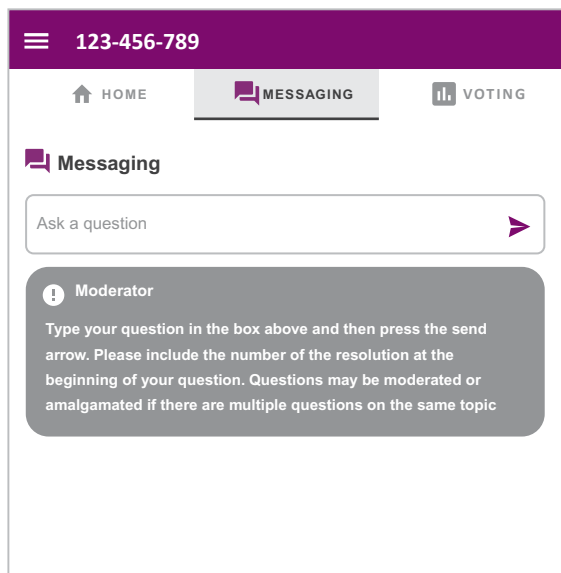 123-456-789
HOME
MESSAGING
VOTING
Messaging
Ask a question
Moderator
Type your question in the box above and then press the send
arrow. Please include the number of the resolution at the
beginning of your question. Questions may be moderated or
amalgamated if there are multiple questions on the same topic